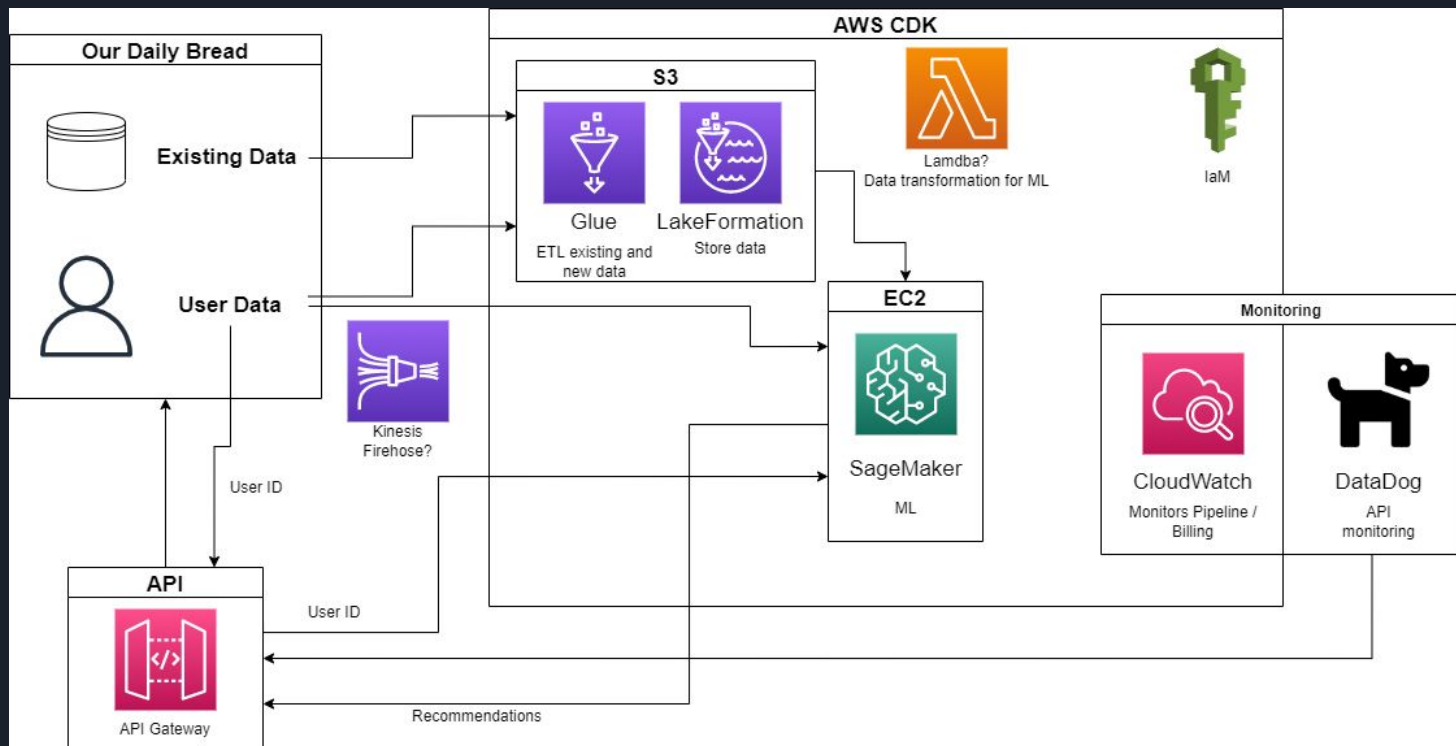 AWS CDK
Our Daily Bread
S3
Existing Data
Glue
ETL existing and
new data
LakeFormation
Store data
Lamdba?
Data transformation for ML
IaM
User Data
EC2
SageMaker
ML
Monitoring
CloudWatch
Monitors Pipeline /
Billing
DataDog
API
monitoring
Kinesis
Firehose?
User ID
API
</>
API Gateway
User ID
Recommendations